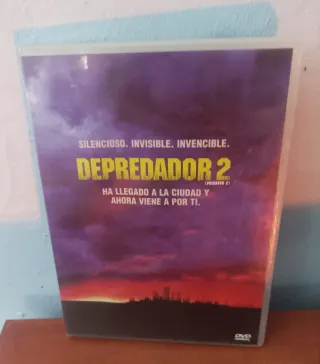 SILENCIOSO. INVISIBLE. INVENCIBLE.
DEPREDADOR 2
(PREDATOR 2)
HA LLEGADO A LA CIUDAD Y
AHORA VIENE A POR TI.
DVD